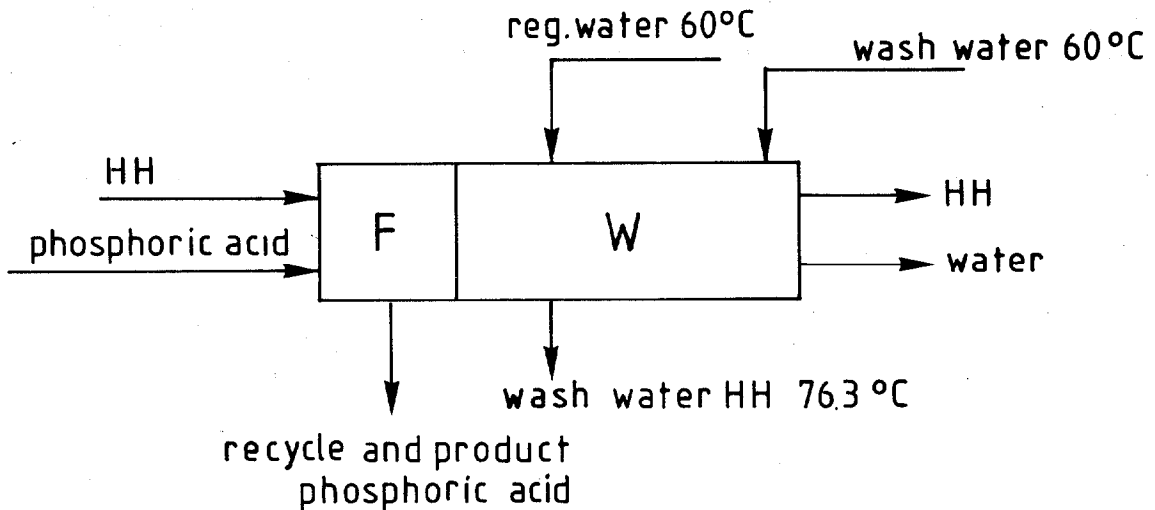 reg.water 60°C
wash water 60°C
HH
phosphoric acid
F
W
HH
water
wash water HH 76.3 °C
recycle and product
phosphoric acid